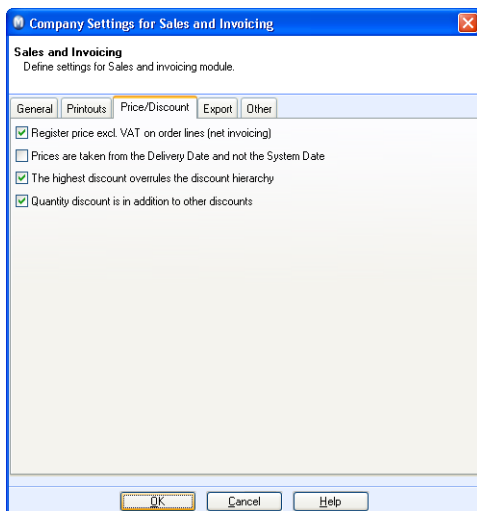 Company Settings for Sales and Invoicing
Sales and Invoicing
Define settings for Sales and invoicing module.
General Printouts Price/Discount Export Other
Register price excl. VAT on order lines (net invoicing)
Prices are taken from the Delivery Date and not the System Date
The highest discount overrules the discount hierarchy
Quantity discount is in addition to other discounts
OK Cancel Help